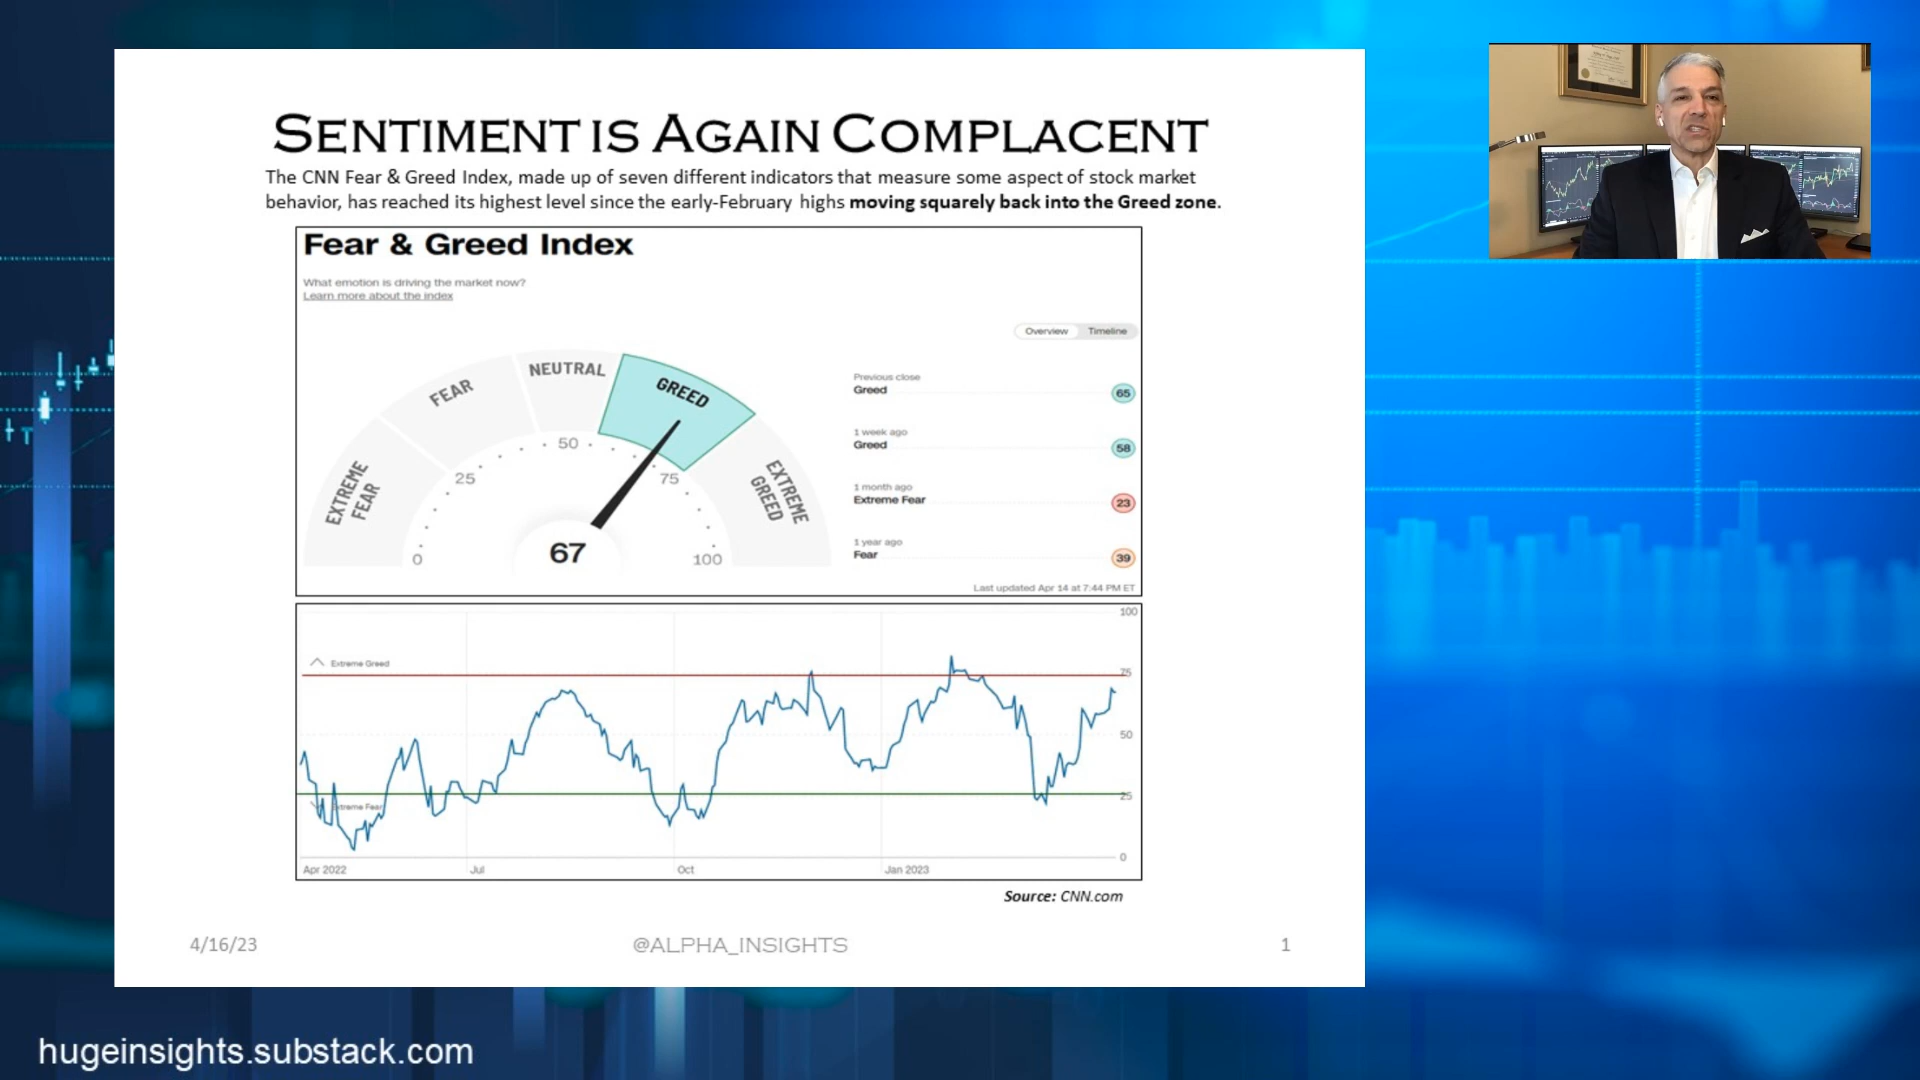 SENTIMENT IS AGAIN COMPLACENT
The CNN Fear & Greed Index, made up of seven different indicators that measure some aspect of stock market
behavior, has reached its highest level since the early-February highs moving squarely back into the Greed zone.
Fear & Greed Index
What emotion is driving the market now?
Learn more about the index
Overview Timeline
EXTREME FEAR
FEAR
NEUTRAL
GREED
EXTREME GREED
0
25
50
75
100
67
Previous close
Greed 65
1 week ago
Greed 58
1 month ago
Extreme Fear 23
1 year ago
Fear 39
Last updated Apr 14 at 7:44 PM ET
100
Extreme Greed
75
50
Extreme Fear
25
0
Apr 2022 Jul Oct Jan 2023
Source: CNN.com
4/16/23 @ALPHA_INSIGHTS 1
hugeinsights.substack.com